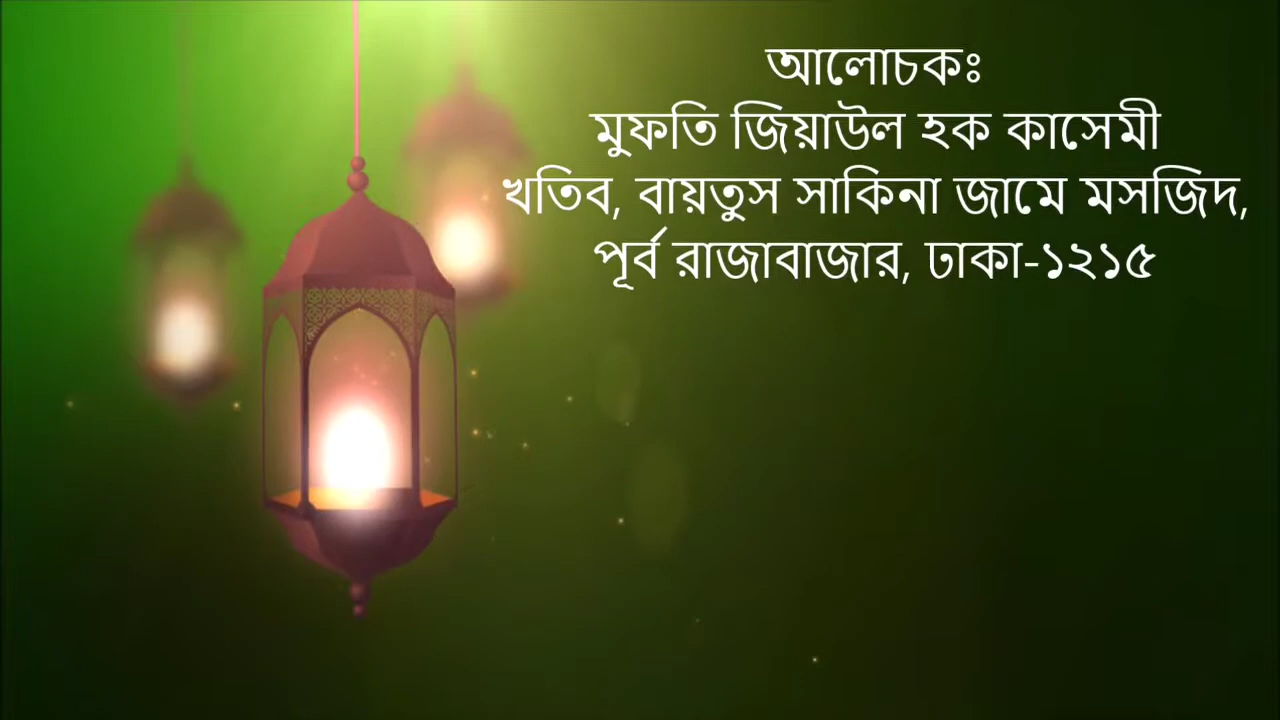 আলোচকঃ
মুফতি জিয়াউল হক কাসেমী
খতিব, বায়তুস সাকিনা জামে মসজিদ,
পূর্ব রাজাবাজার, ঢাকা-১২১৫